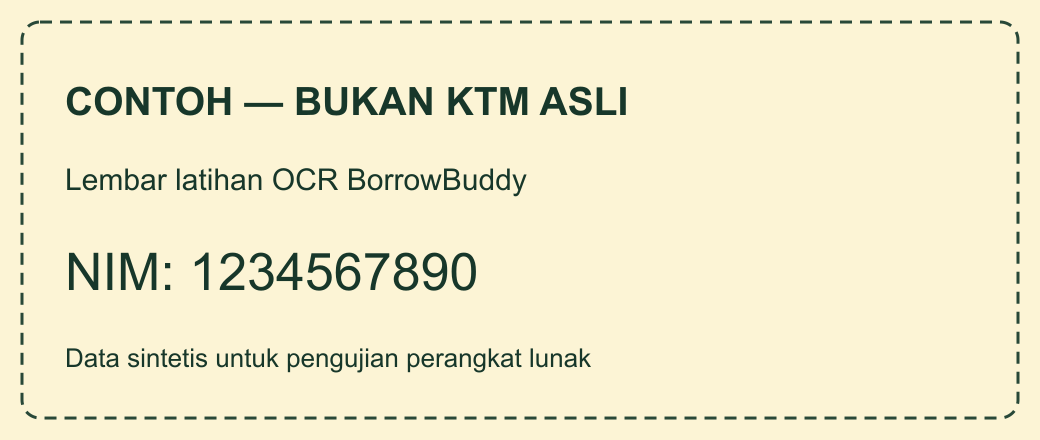 CONTOH — BUKAN KTM ASLI
Lembar latihan OCR BorrowBuddy
NIM: 1234567890
Data sintetis untuk pengujian perangkat lunak